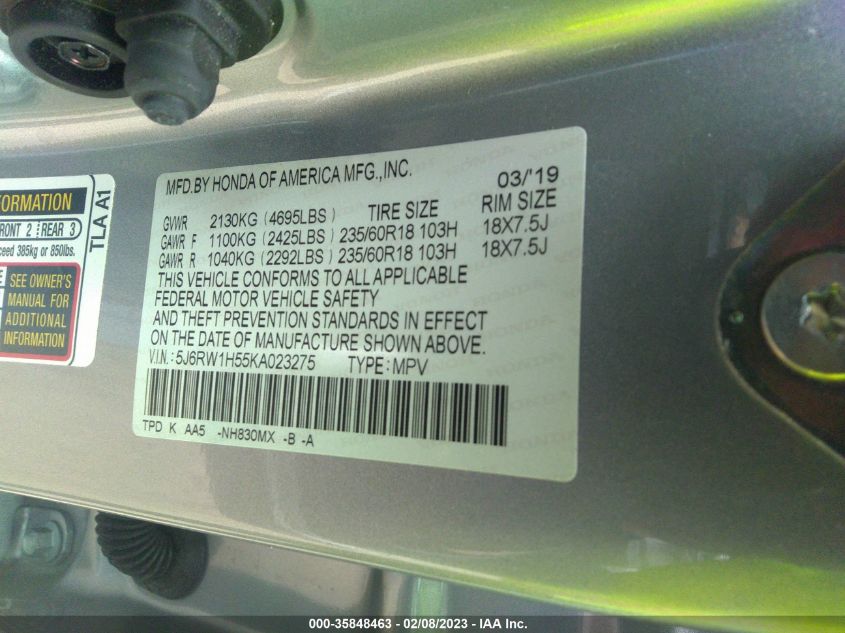 FORMATION
FRONT 2 REAR 3
ceed 385kg or 850lbs.
TLA A1
SEE OWNER'S
MANUAL FOR
ADDITIONAL
INFORMATION
MFD.BY HONDA OF AMERICA MFG.,INC. 03/'19
GVWR 2130KG (4695LBS) TIRE SIZE RIM SIZE
GAWR F 1100KG (2425LBS) 235/60R18 103H 18X7.5J
GAWR R 1040KG (2292LBS) 235/60R18 103H 18X7.5J
THIS VEHICLE CONFORMS TO ALL APPLICABLE
FEDERAL MOTOR VEHICLE SAFETY
AND THEFT PREVENTION STANDARDS IN EFFECT
ON THE DATE OF MANUFACTURE SHOWN ABOVE.
V.I.N.: 5J6RW1H55KA023275 TYPE: MPV
TPD K AA5 -NH830MX -B -A
000-35848463 - 02/08/2023 - IAA Inc.